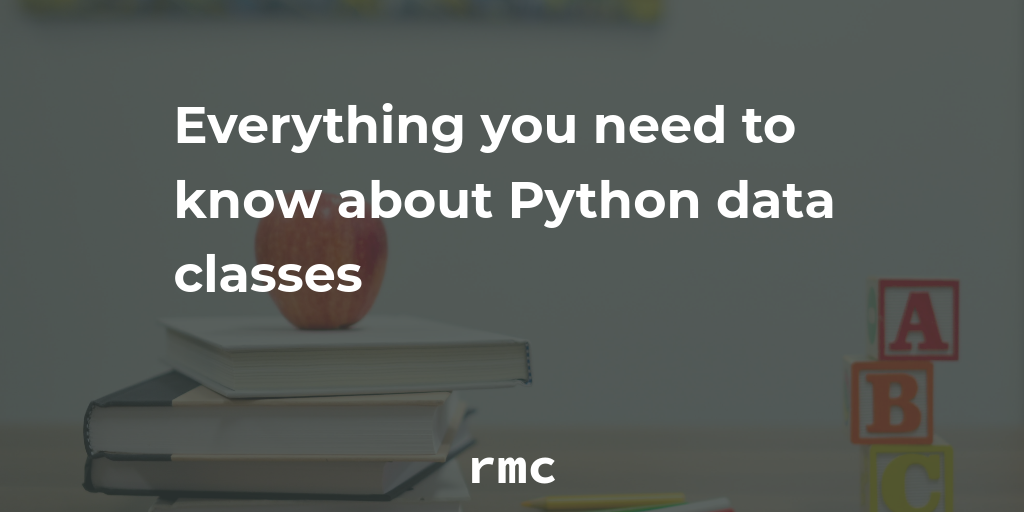 Everything you need to
know about Python data
classes
A
B
C
rmc